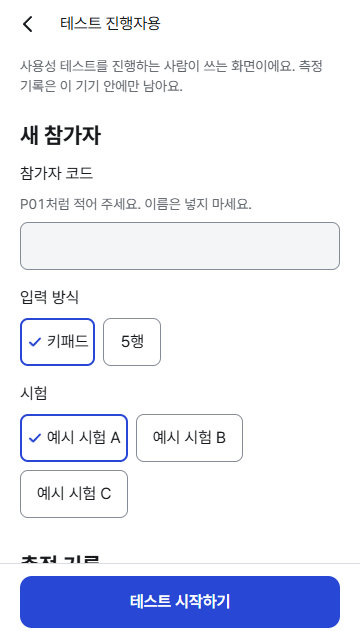 테스트 진행자용
사용성 테스트를 진행하는 사람이 쓰는 화면이에요. 측정
기록은 이 기기 안에만 남아요.
새 참가자
참가자 코드
P01처럼 적어 주세요. 이름은 넣지 마세요.
입력 방식
키패드
5행
시험
예시 시험 A
예시 시험 B
예시 시험 C
테스트 시작하기